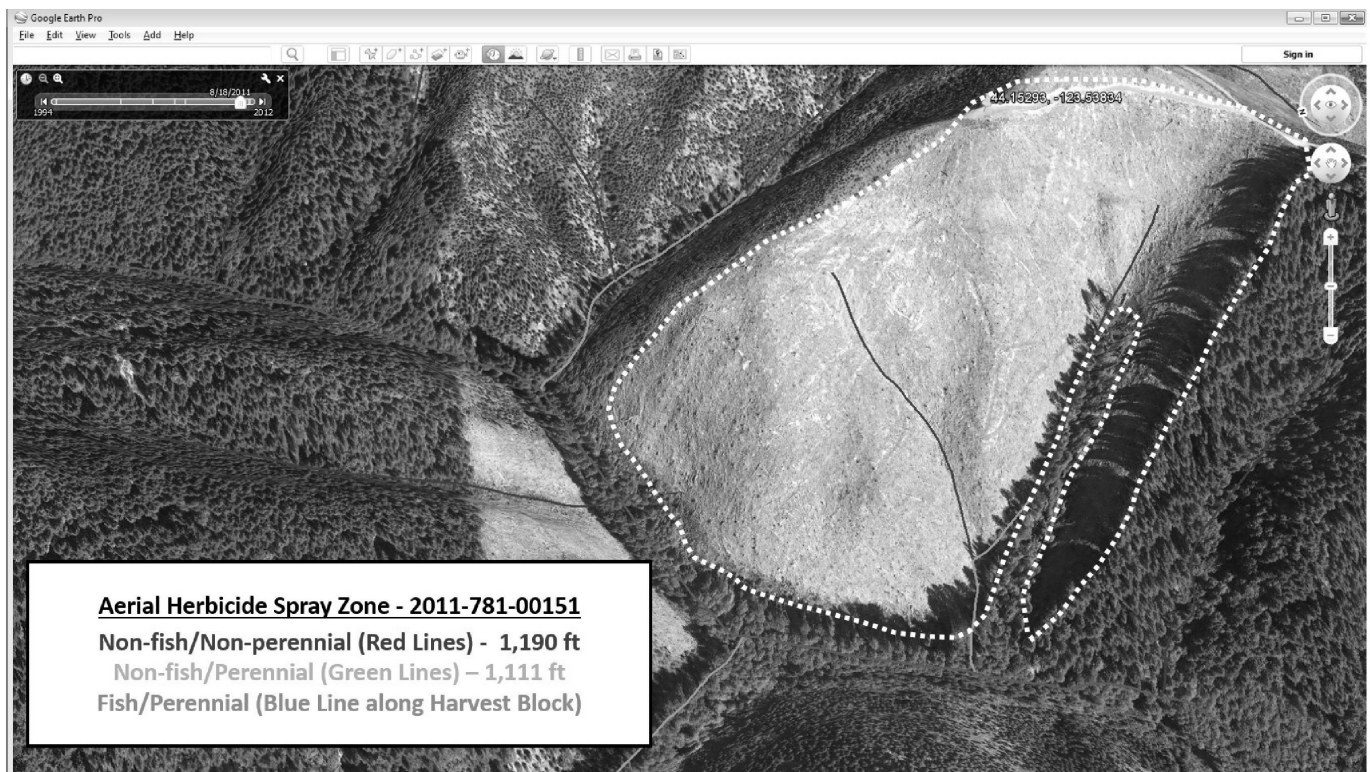 Google Earth Pro
File Edit View Tools Add Help
Sign in
8/18/2011
1994 2012
44.15293, -123.53834
N
Aerial Herbicide Spray Zone - 2011-781-00151
Non-fish/Non-perennial (Red Lines) - 1,190 ft
Non-fish/Perennial (Green Lines) – 1,111 ft
Fish/Perennial (Blue Line along Harvest Block)